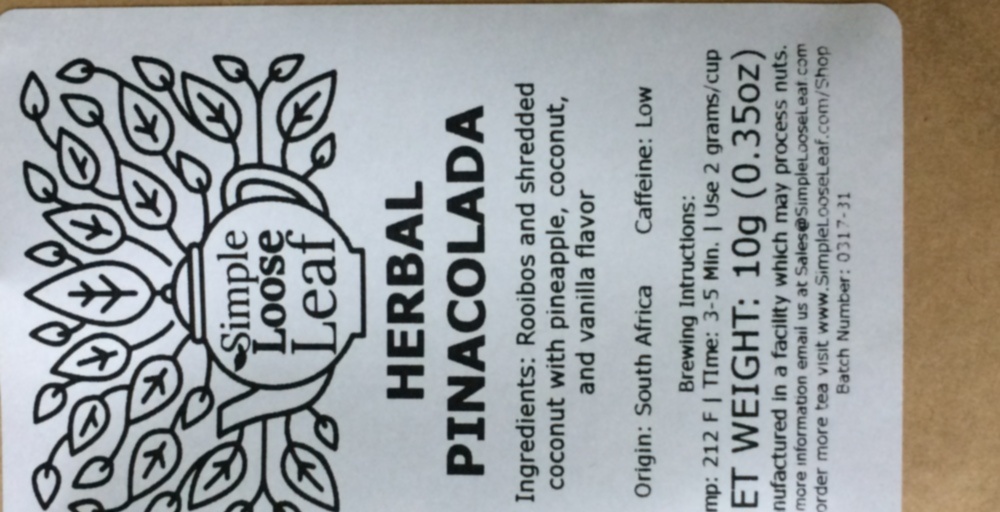 Simple
Loose
Leaf
HERBAL
PINACOLADA
Ingredients: Rooibos and shredded
coconut with pineapple, coconut,
and vanilla flavor
Origin: South Africa Caffeine: Low
Brewing Intructions:
mp: 212 F | TIme: 3-5 MIn. | Use 2 grams/cup
ET WEIGHT: 10g (0.35oz)
nufactured in a facility which may process nuts.
more information email us at Sales@SimpleLooseLeaf.com
order more tea visit www.SimpleLooseLeaf.com/Shop
Batch Number: 0317-31